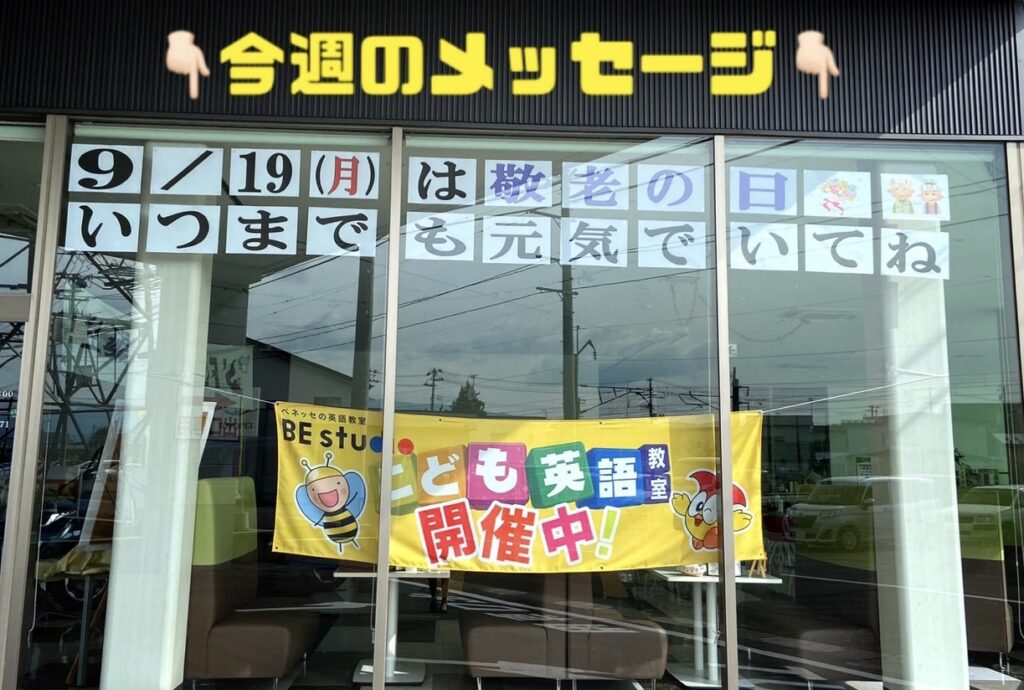 今週のメッセージ
9/19(月)は敬老の日
いつまでも元気でいてね
ベネッセの英語教室
BE stud
こども英語教室
開催中!